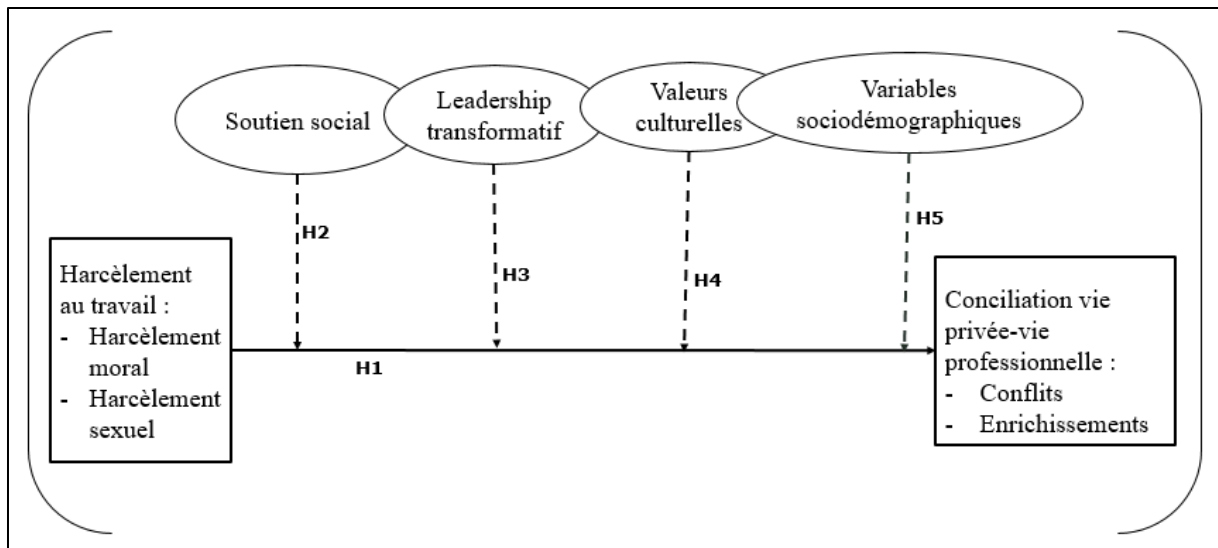 Soutien social
Leadership
transformatif
Valeurs
culturelles
Variables
sociodémographiques
H2
H3
H4
H5
Harcèlement
au travail :
- Harcèlement
moral
- Harcèlement
sexuel
H1
Conciliation vie
privée-vie
professionnelle :
- Conflits
- Enrichissements